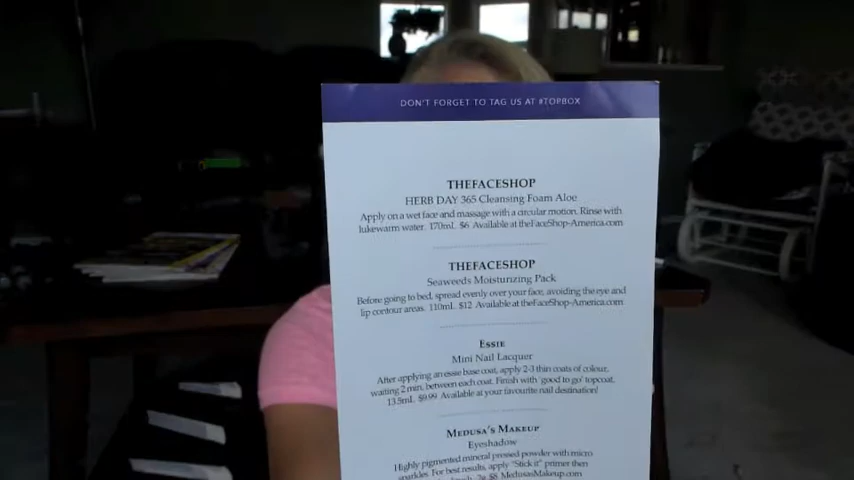 DON'T FORGET TO TAG US AT #TOPBOX
THEFACESHOP
HERB DAY 365 Cleansing Foam Aloe
Apply on a wet face and massage with a circular motion. Rinse with
lukewarm water. 170mL. $6 Available at theFaceShop-America.com
THEFACESHOP
Seaweeds Moisturizing Pack
Before going to bed, spread evenly over your face, avoiding the eye and
lip contour areas. 110mL. $12 Available at theFaceShop-America.com
ESSIE
Mini Nail Lacquer
After applying an essie base coat, apply 2-3 thin coats of colour,
waiting 2 min. between each coat. Finish with 'good to go' topcoat.
13.5mL. $9.99 Available at your favourite nail destination!
MEDUSA'S MAKEUP
Eyeshadow
Highly pigmented mineral pressed powder with micro
sparkles. For best results, apply "Stick it" primer then
$8 MedusasMakeup.com